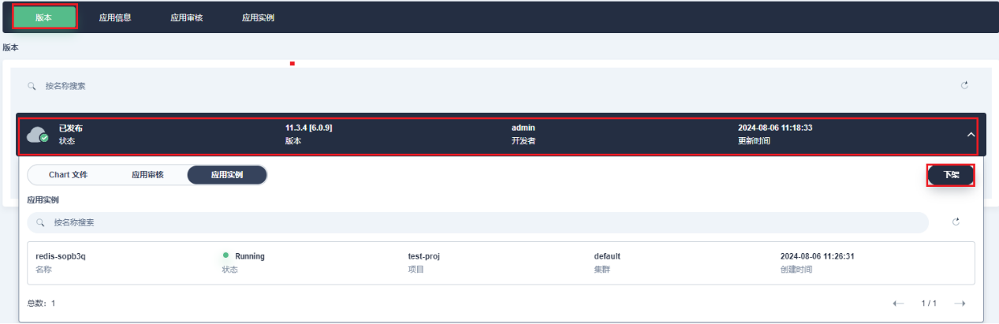 版本 应用信息 应用审核 应用实例
版本
按名称搜索
已发布 11.3.4 [6.0.9] admin 2024-08-06 11:18:33
状态 版本 开发者 更新时间
Chart 文件 应用审核 应用实例 下架
应用实例
按名称搜索
redis-sopb3q Running test-proj default 2024-08-06 11:26:31
名称 状态 项目 集群 创建时间
总数：1 1 / 1